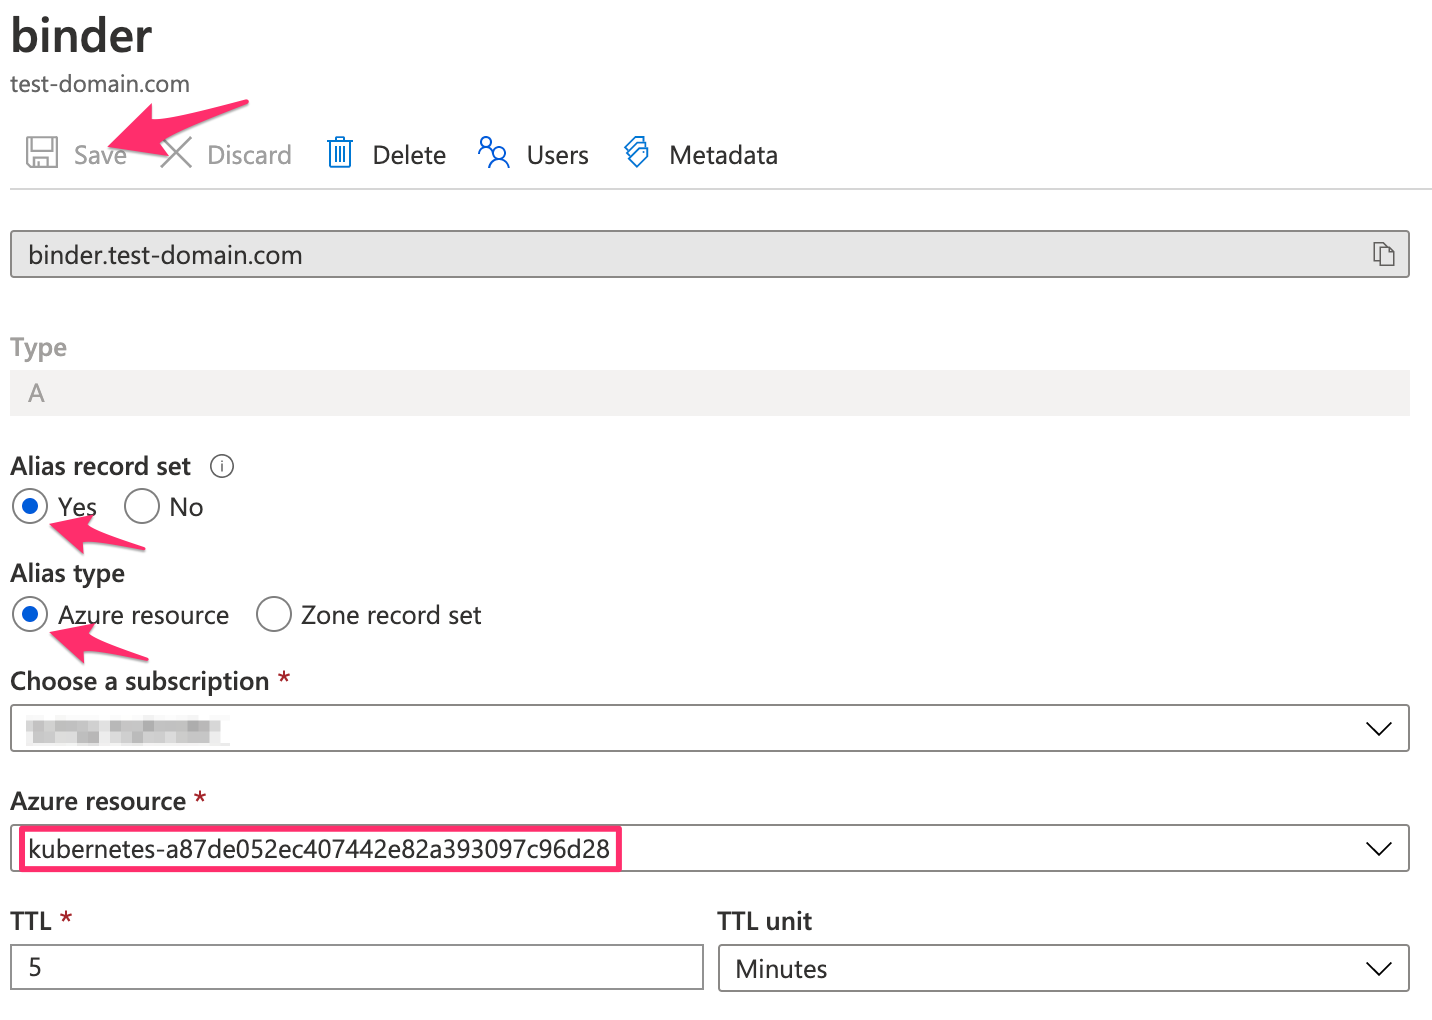 binder
test-domain.com
Save Discard Delete Users Metadata
binder.test-domain.com
Type
A
Alias record set
Yes No
Alias type
Azure resource Zone record set
Choose a subscription *
Azure resource *
kubernetes-a87de052ec407442e82a393097c96d28
TTL * TTL unit
5 Minutes